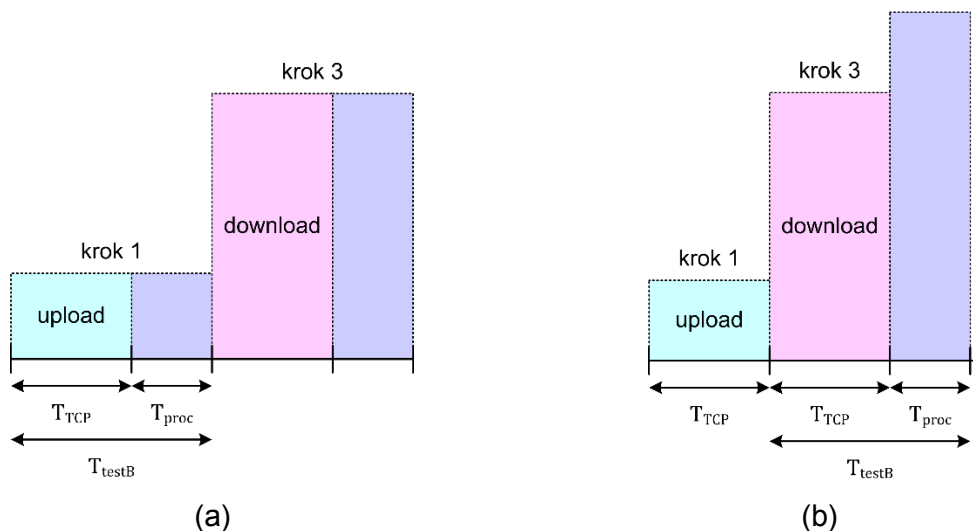 krok 3
download
krok 1
upload
T_TCP
T_proc
T_testB
(a)
krok 3
download
krok 1
upload
T_TCP
T_TCP
T_proc
T_testB
(b)